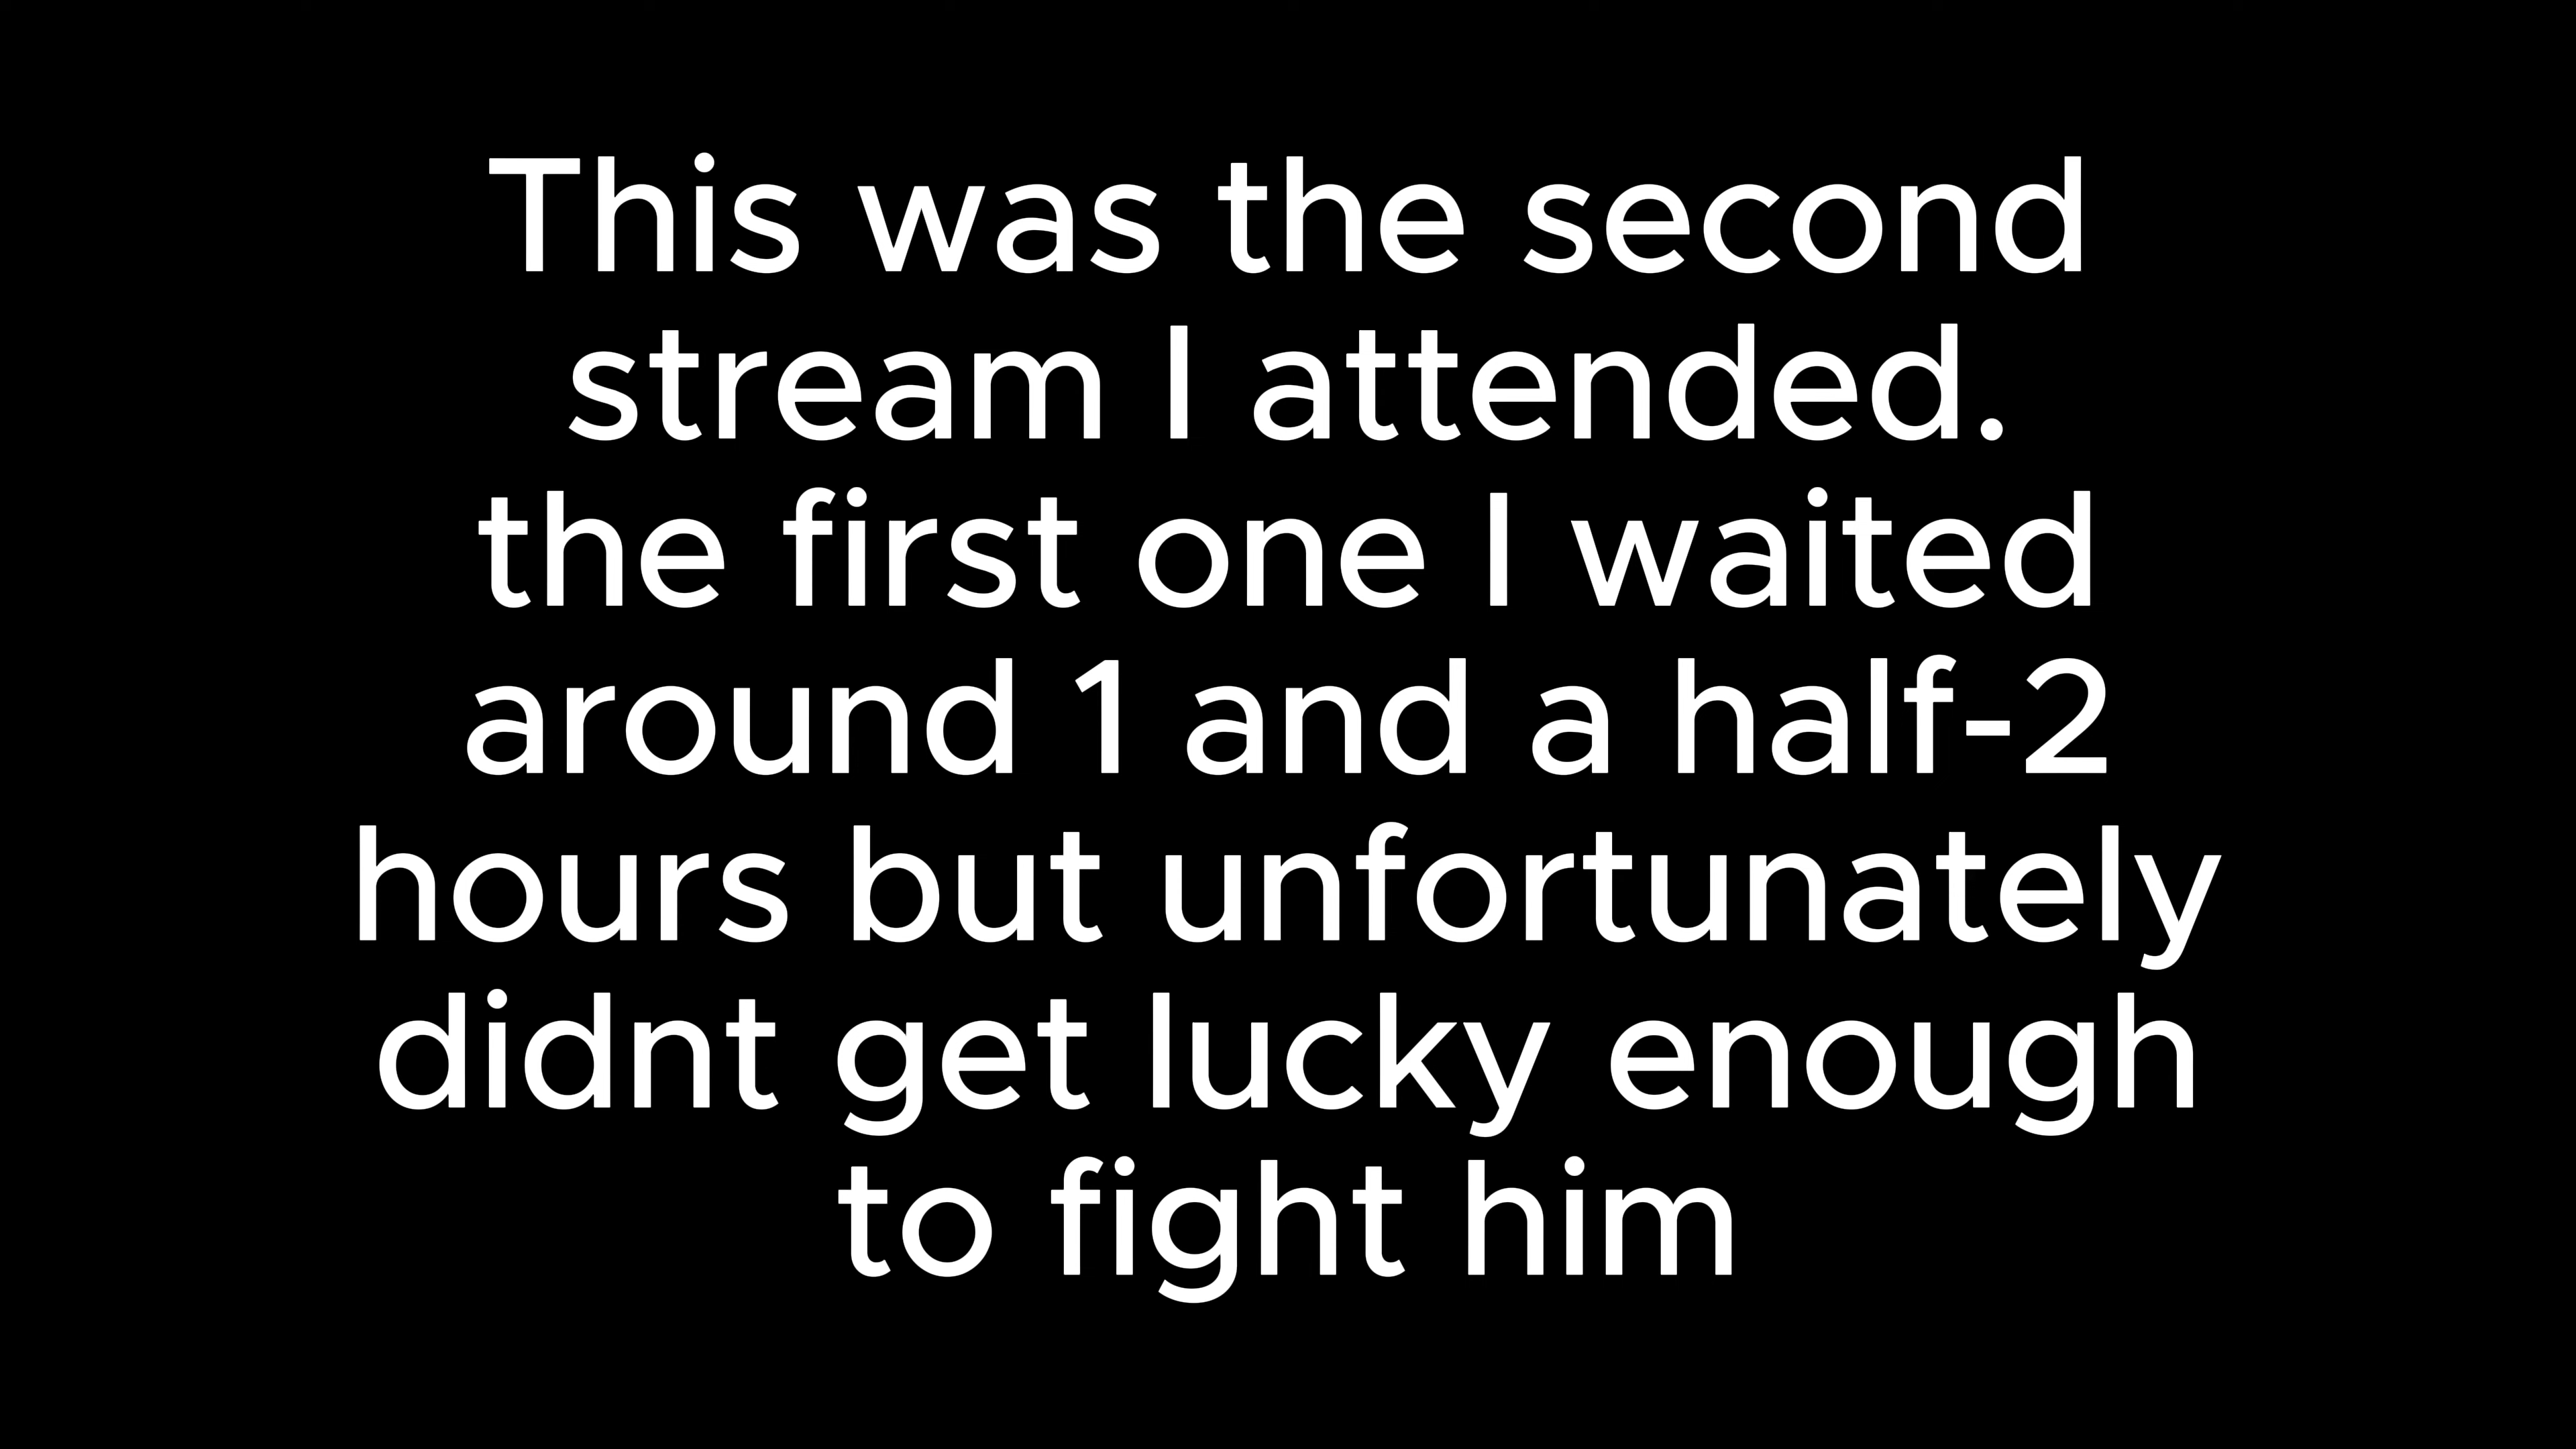 This was the second
stream I attended.
the first one I waited
around 1 and a half-2
hours but unfortunately
didnt get lucky enough
to fight him